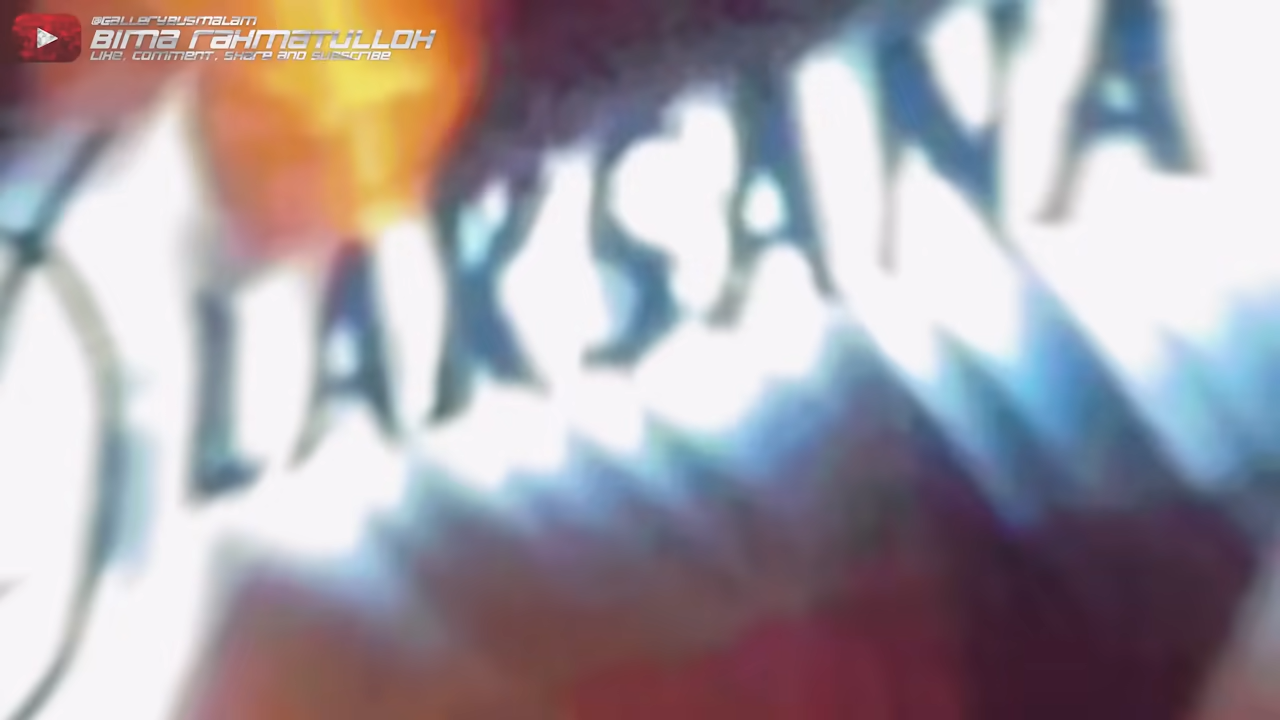 @GALLERYBUSMALAM
BIMA RAHMATULLOH
LIKE, COMMENT, SHARE AND SUBSCRIBE
LAKSANA